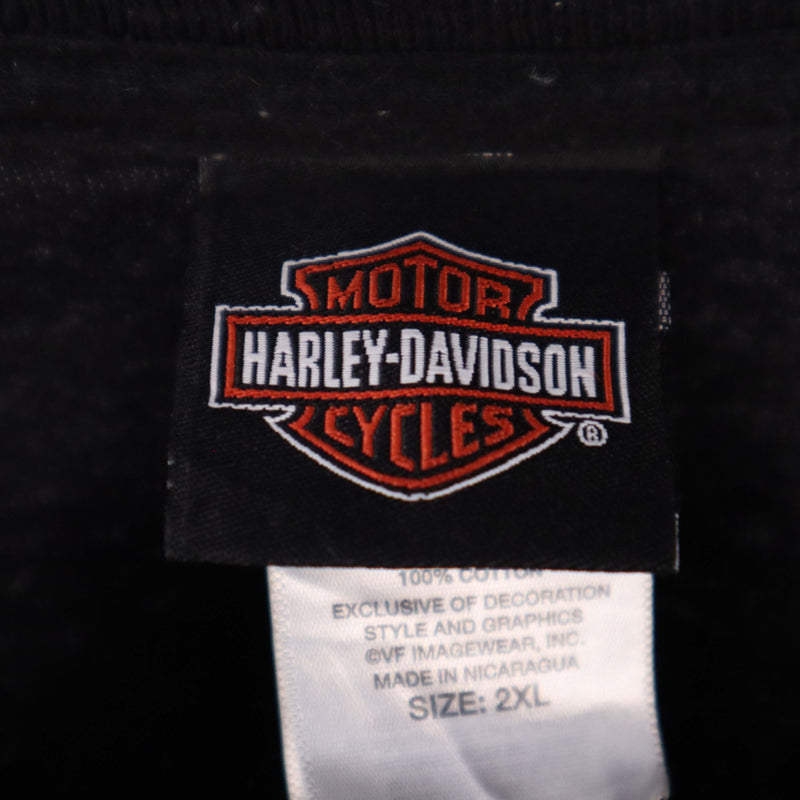 MOTOR
HARLEY-DAVIDSON
CYCLES
®
100% COTTON
EXCLUSIVE OF DECORATION
STYLE AND GRAPHICS
©VF IMAGEWEAR, INC.
MADE IN NICARAGUA
SIZE: 2XL